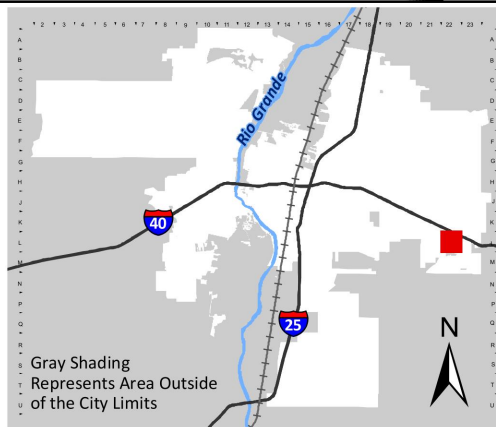 2 3 4 5 6 7 8 9 10 11 12 13 14 15 16 17 18 19 20 21 22 23
A
B
C
D
E
F
G
H
J
K
L
M
N
P
Q
R
S
T
U
Rio Grande
40
25
N
Gray Shading
Represents Area Outside
of the City Limits